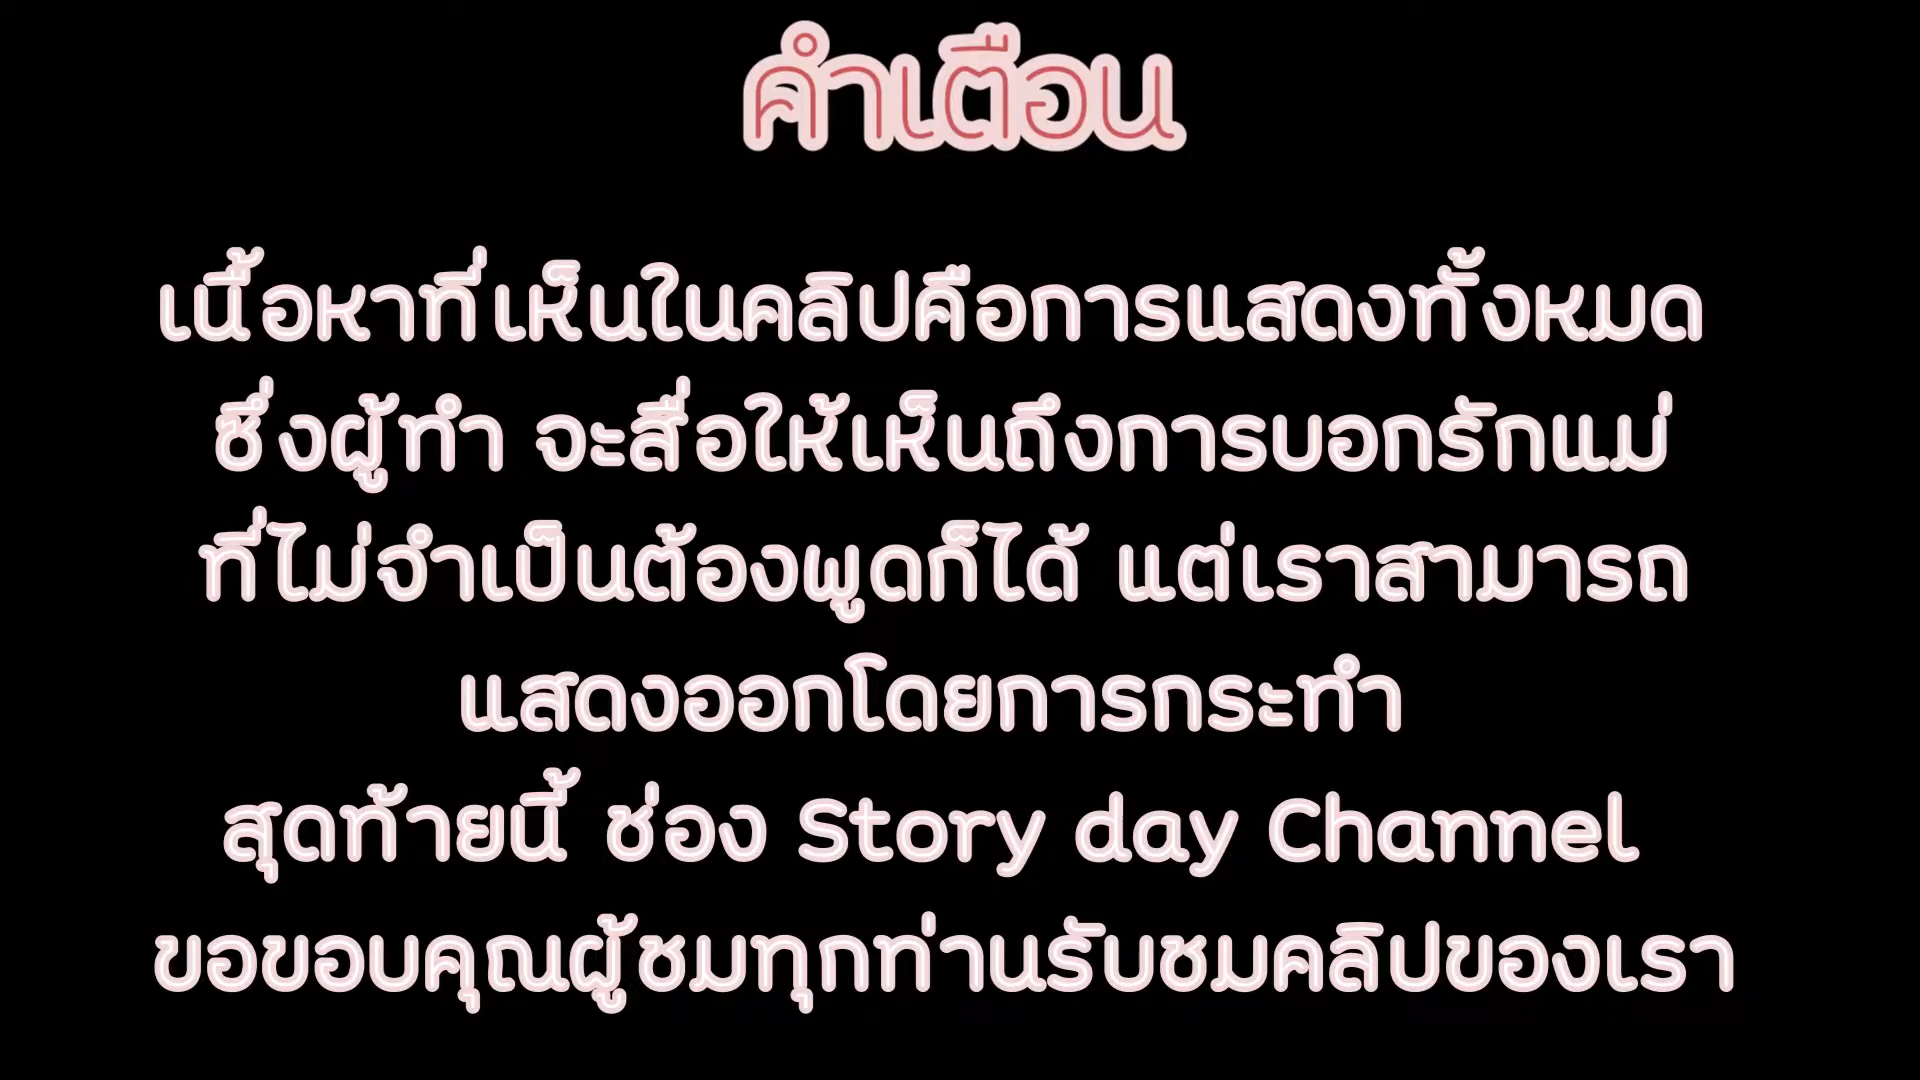 คำเตือน
เนื้อหาที่เห็นในคลิปคือการแสดงทั้งหมด
ซึ่งผู้ทำ จะสื่อให้เห็นถึงการบอกรักแม่
ที่ไม่จำเป็นต้องพูดก็ได้ แต่เราสามารถ
แสดงออกโดยการกระทำ
สุดท้ายนี้ ช่อง Story day Channel
ขอขอบคุณผู้ชมทุกท่านรับชมคลิปของเรา